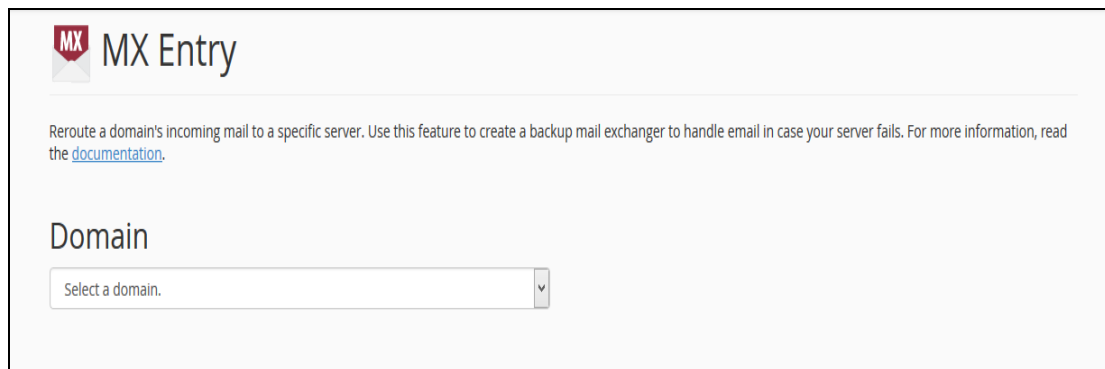 MX
MX Entry
Reroute a domain's incoming mail to a specific server. Use this feature to create a backup mail exchanger to handle email in case your server fails. For more information, read
the documentation.
Domain
Select a domain.